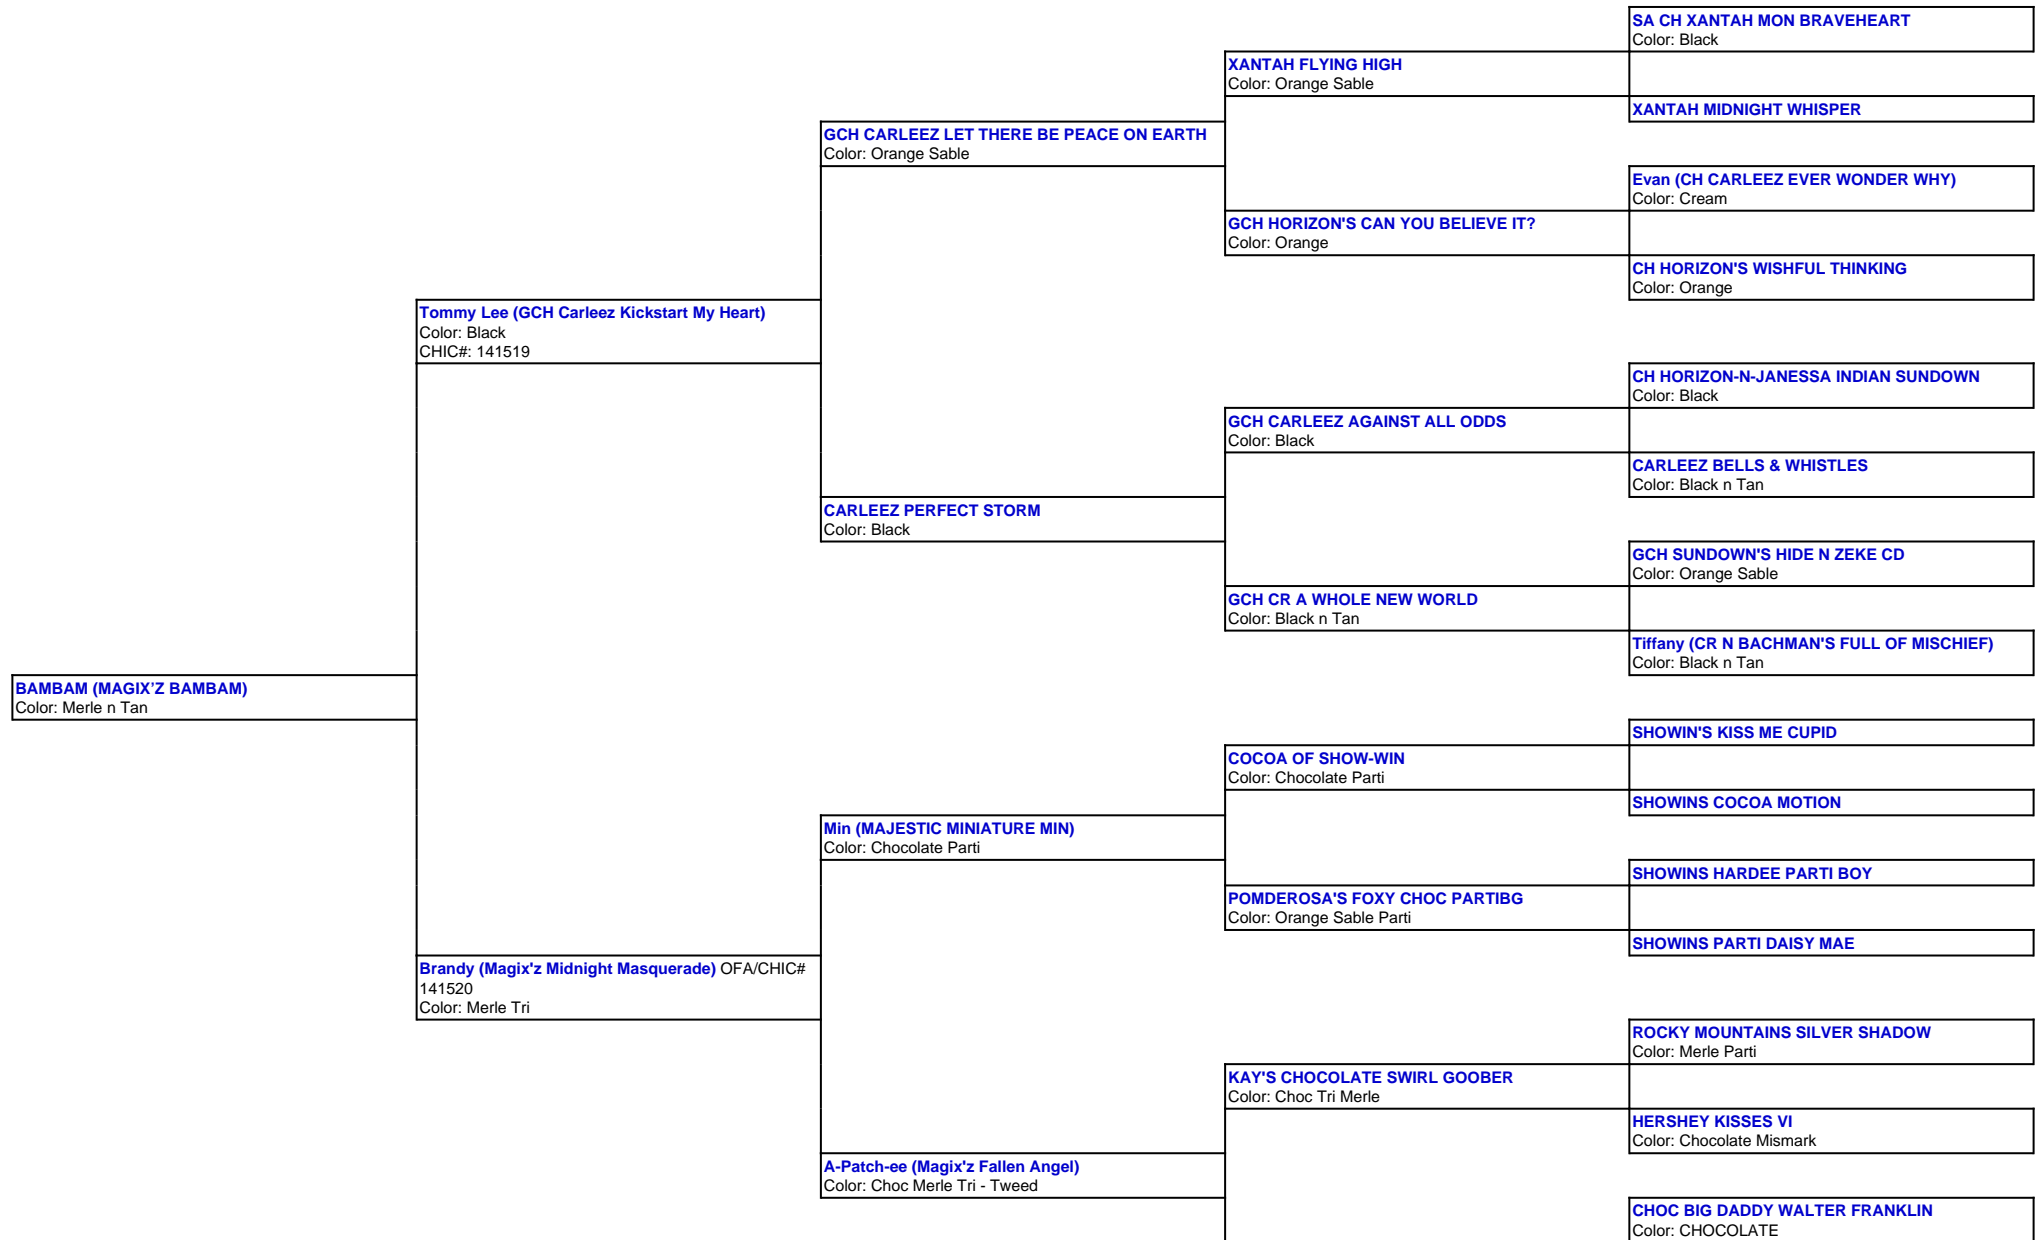 SA CH XANTAH MON BRAVEHEART
Color: Black
XANTAH FLYING HIGH
Color: Orange Sable
XANTAH MIDNIGHT WHISPER
GCH CARLEEZ LET THERE BE PEACE ON EARTH
Color: Orange Sable
Evan (CH CARLEEZ EVER WONDER WHY)
Color: Cream
GCH HORIZON'S CAN YOU BELIEVE IT?
Color: Orange
CH HORIZON'S WISHFUL THINKING
Color: Orange
Tommy Lee (GCH Carleez Kickstart My Heart)
Color: Black
CHIC#: 141519
CH HORIZON-N-JANESSA INDIAN SUNDOWN
Color: Black
GCH CARLEEZ AGAINST ALL ODDS
Color: Black
CARLEEZ BELLS & WHISTLES
Color: Black n Tan
CARLEEZ PERFECT STORM
Color: Black
GCH SUNDOWN'S HIDE N ZEKE CD
Color: Orange Sable
GCH CR A WHOLE NEW WORLD
Color: Black n Tan
Tiffany (CR N BACHMAN'S FULL OF MISCHIEF)
Color: Black n Tan
BAMBAM (MAGIX’Z BAMBAM)
Color: Merle n Tan
SHOWIN'S KISS ME CUPID
COCOA OF SHOW-WIN
Color: Chocolate Parti
SHOWINS COCOA MOTION
Min (MAJESTIC MINIATURE MIN)
Color: Chocolate Parti
SHOWINS HARDEE PARTI BOY
POMDEROSA'S FOXY CHOC PARTIBG
Color: Orange Sable Parti
SHOWINS PARTI DAISY MAE
Brandy (Magix'z Midnight Masquerade) OFA/CHIC#
141520
Color: Merle Tri
ROCKY MOUNTAINS SILVER SHADOW
Color: Merle Parti
KAY'S CHOCOLATE SWIRL GOOBER
Color: Choc Tri Merle
HERSHEY KISSES VI
Color: Chocolate Mismark
A-Patch-ee (Magix'z Fallen Angel)
Color: Choc Merle Tri - Tweed
CHOC BIG DADDY WALTER FRANKLIN
Color: CHOCOLATE